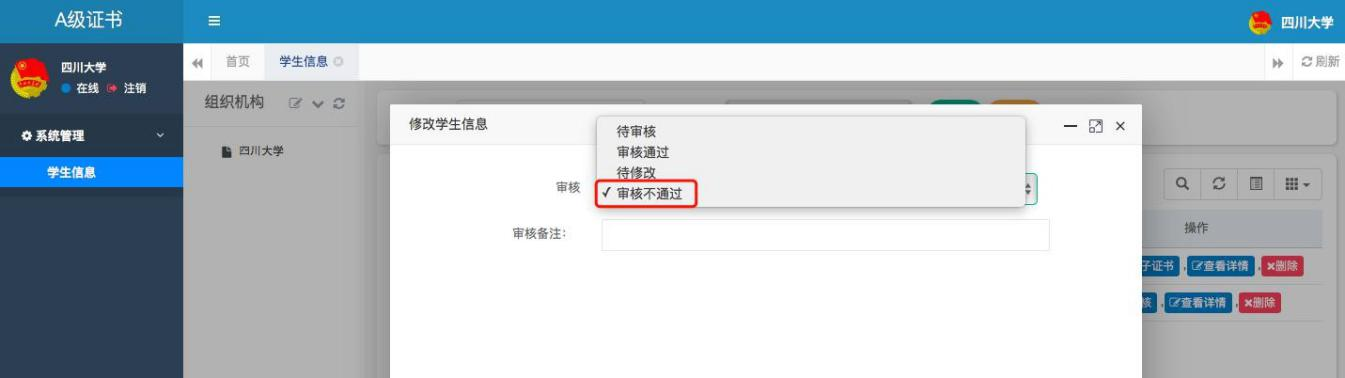 A级证书
四川大学
四川大学
在线 注销
首页
学生信息
刷新
组织机构
系统管理
学生信息
四川大学
修改学生信息
待审核
审核通过
待修改
✓ 审核不通过
审核
审核备注:
操作
子证书 , 查看详情 , ×删除
核 , 查看详情 , ×删除